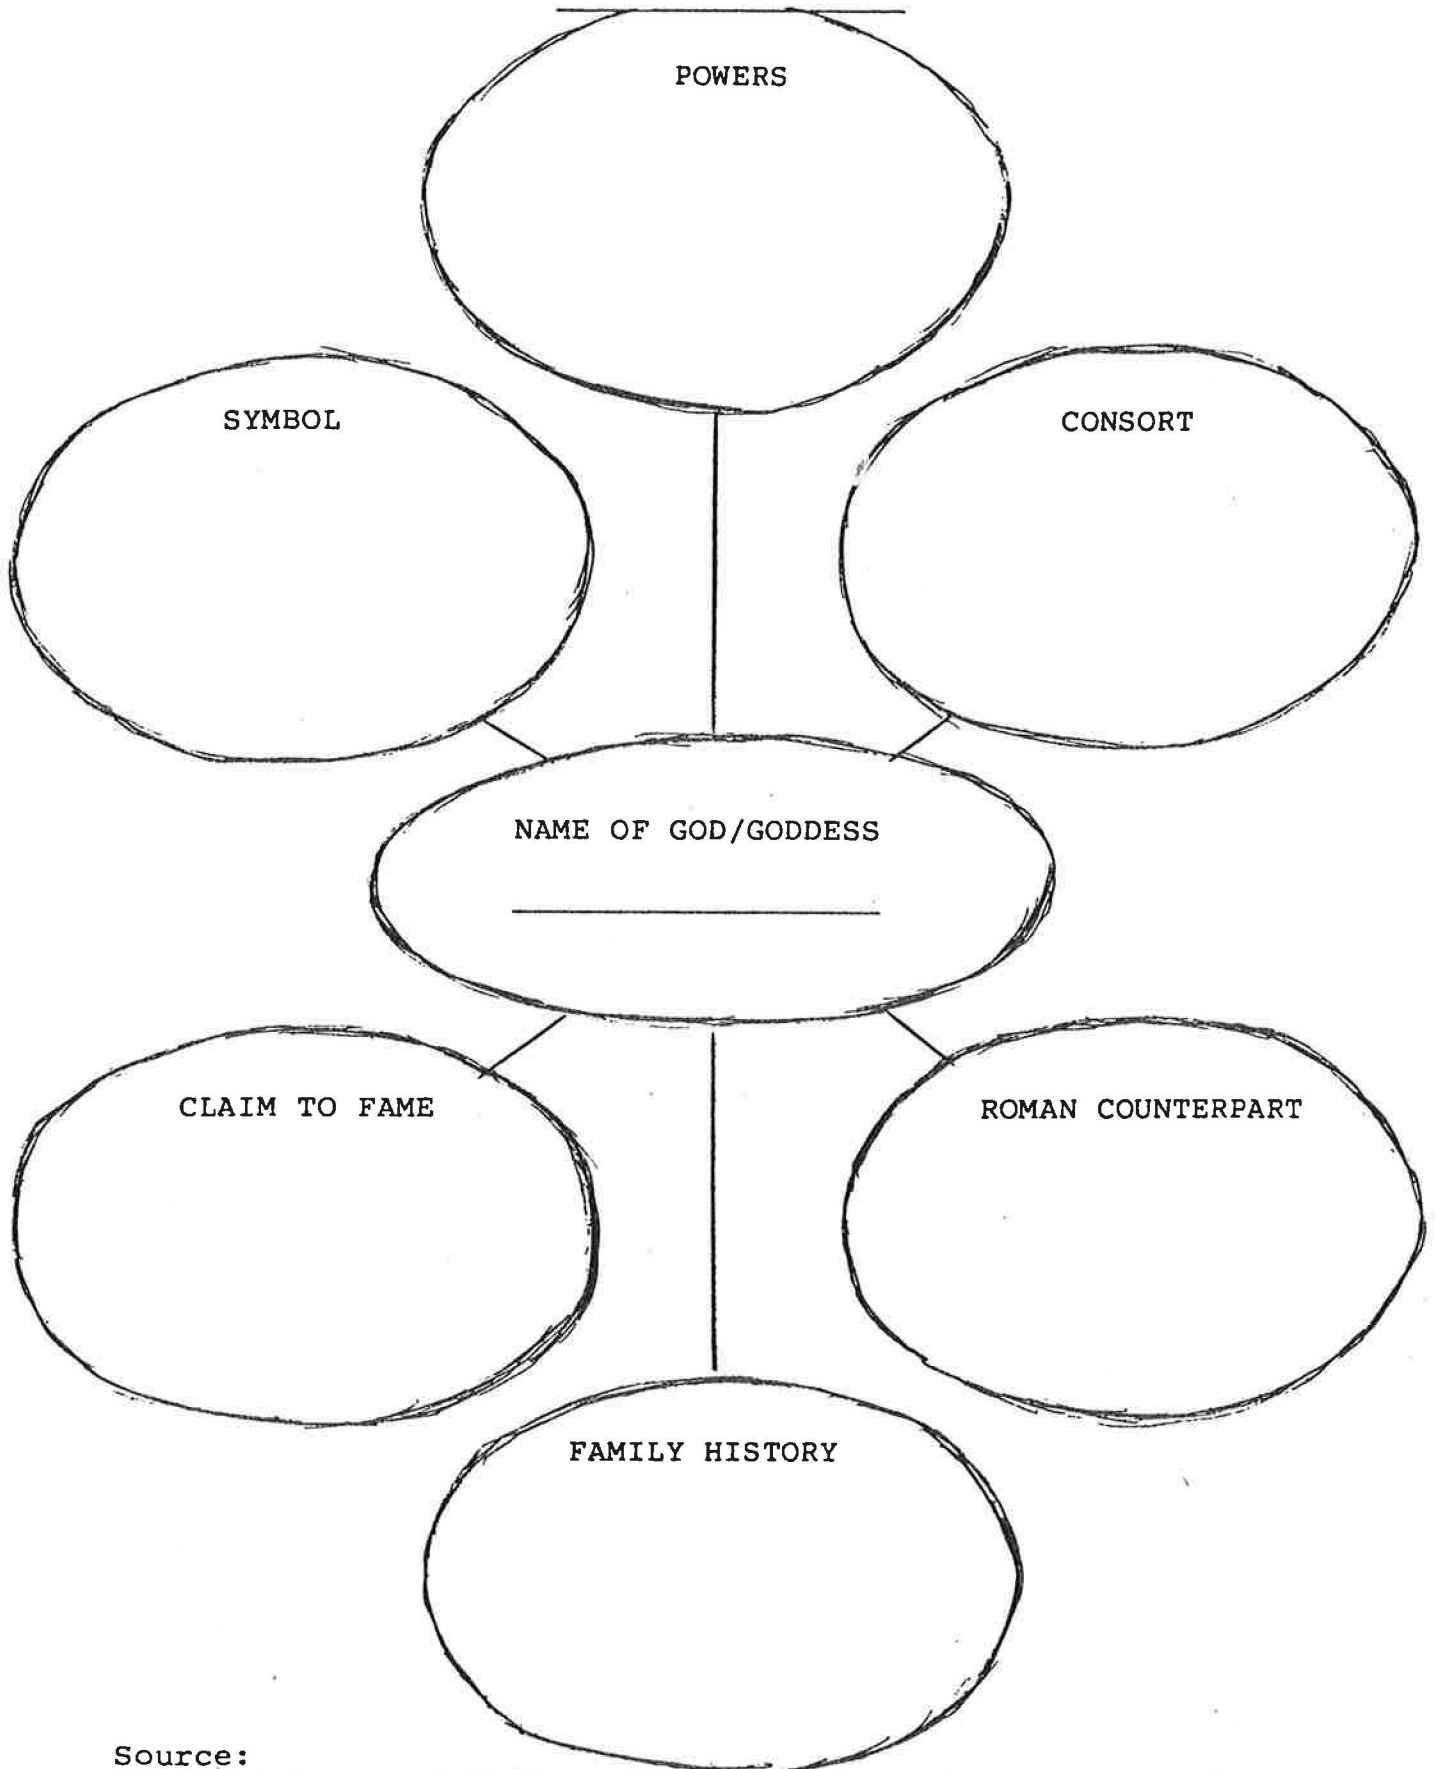 POWERS
SYMBOL
CONSORT
NAME OF GOD/GODDESS
CLAIM TO FAME
ROMAN COUNTERPART
FAMILY HISTORY
Source: